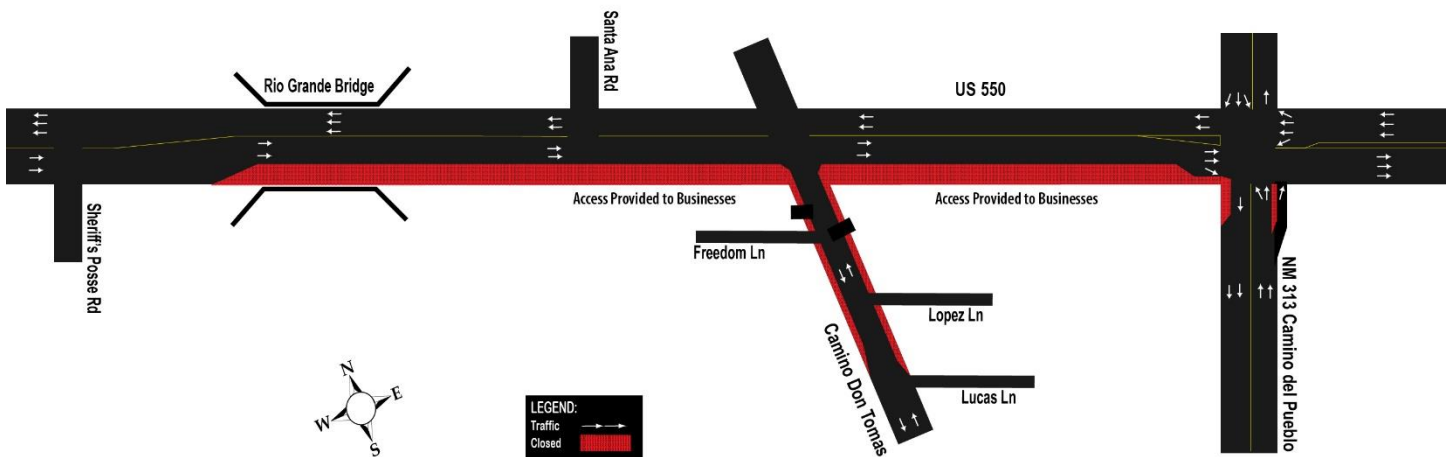 Rio Grande Bridge
Santa Ana Rd
US 550
Access Provided to Businesses
Access Provided to Businesses
Sheriff's Posse Rd
Freedom Ln
Lopez Ln
Camino Don Tomas
Lucas Ln
NM 313 Camino del Pueblo
N
W
E
S
LEGEND:
Traffic
Closed